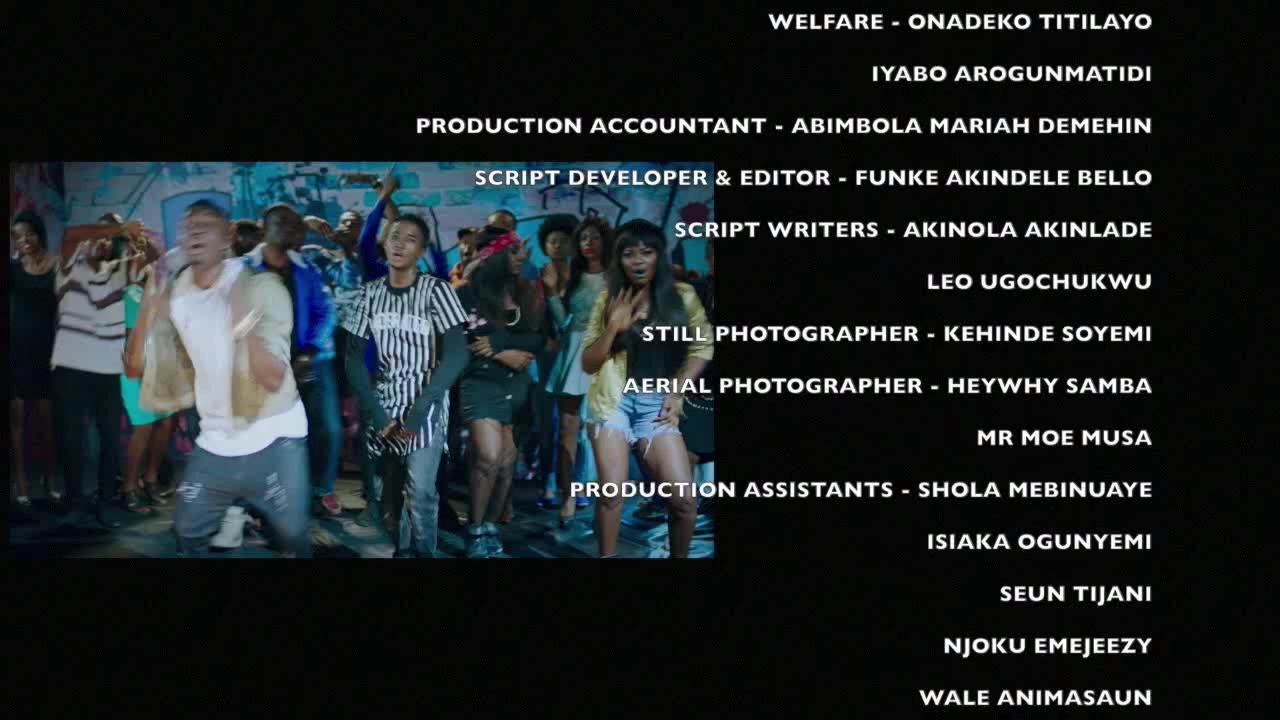 WELFARE - ONADEKO TITILAYO
IYABO AROGUNMATIDI
PRODUCTION ACCOUNTANT - ABIMBOLA MARIAH DEMEHIN
SCRIPT DEVELOPER & EDITOR - FUNKE AKINDELE BELLO
SCRIPT WRITERS - AKINOLA AKINLADE
LEO UGOCHUKWU
STILL PHOTOGRAPHER - KEHINDE SOYEMI
AERIAL PHOTOGRAPHER - HEYWHY SAMBA
MR MOE MUSA
PRODUCTION ASSISTANTS - SHOLA MEBINUAYE
ISIAKA OGUNYEMI
SEUN TIJANI
NJOKU EMEJEEZY
WALE ANIMASAUN